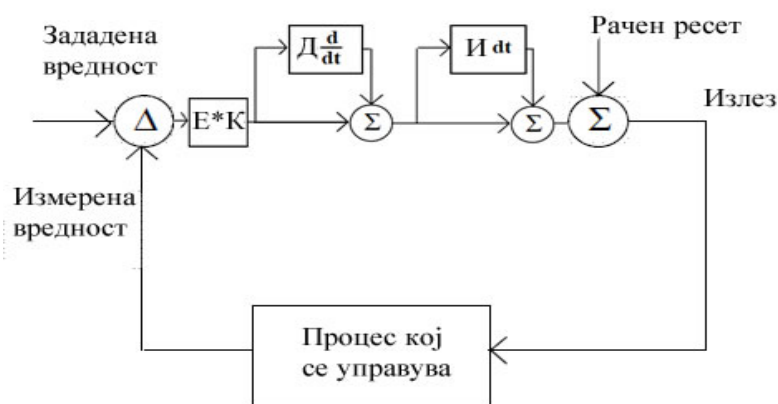 Зададена
вредност
Д d/dt
И dt
Рачен ресет
Δ
Е*К
Σ
Σ
Σ
Излез
Измерена
вредност
Процес кој
се управува